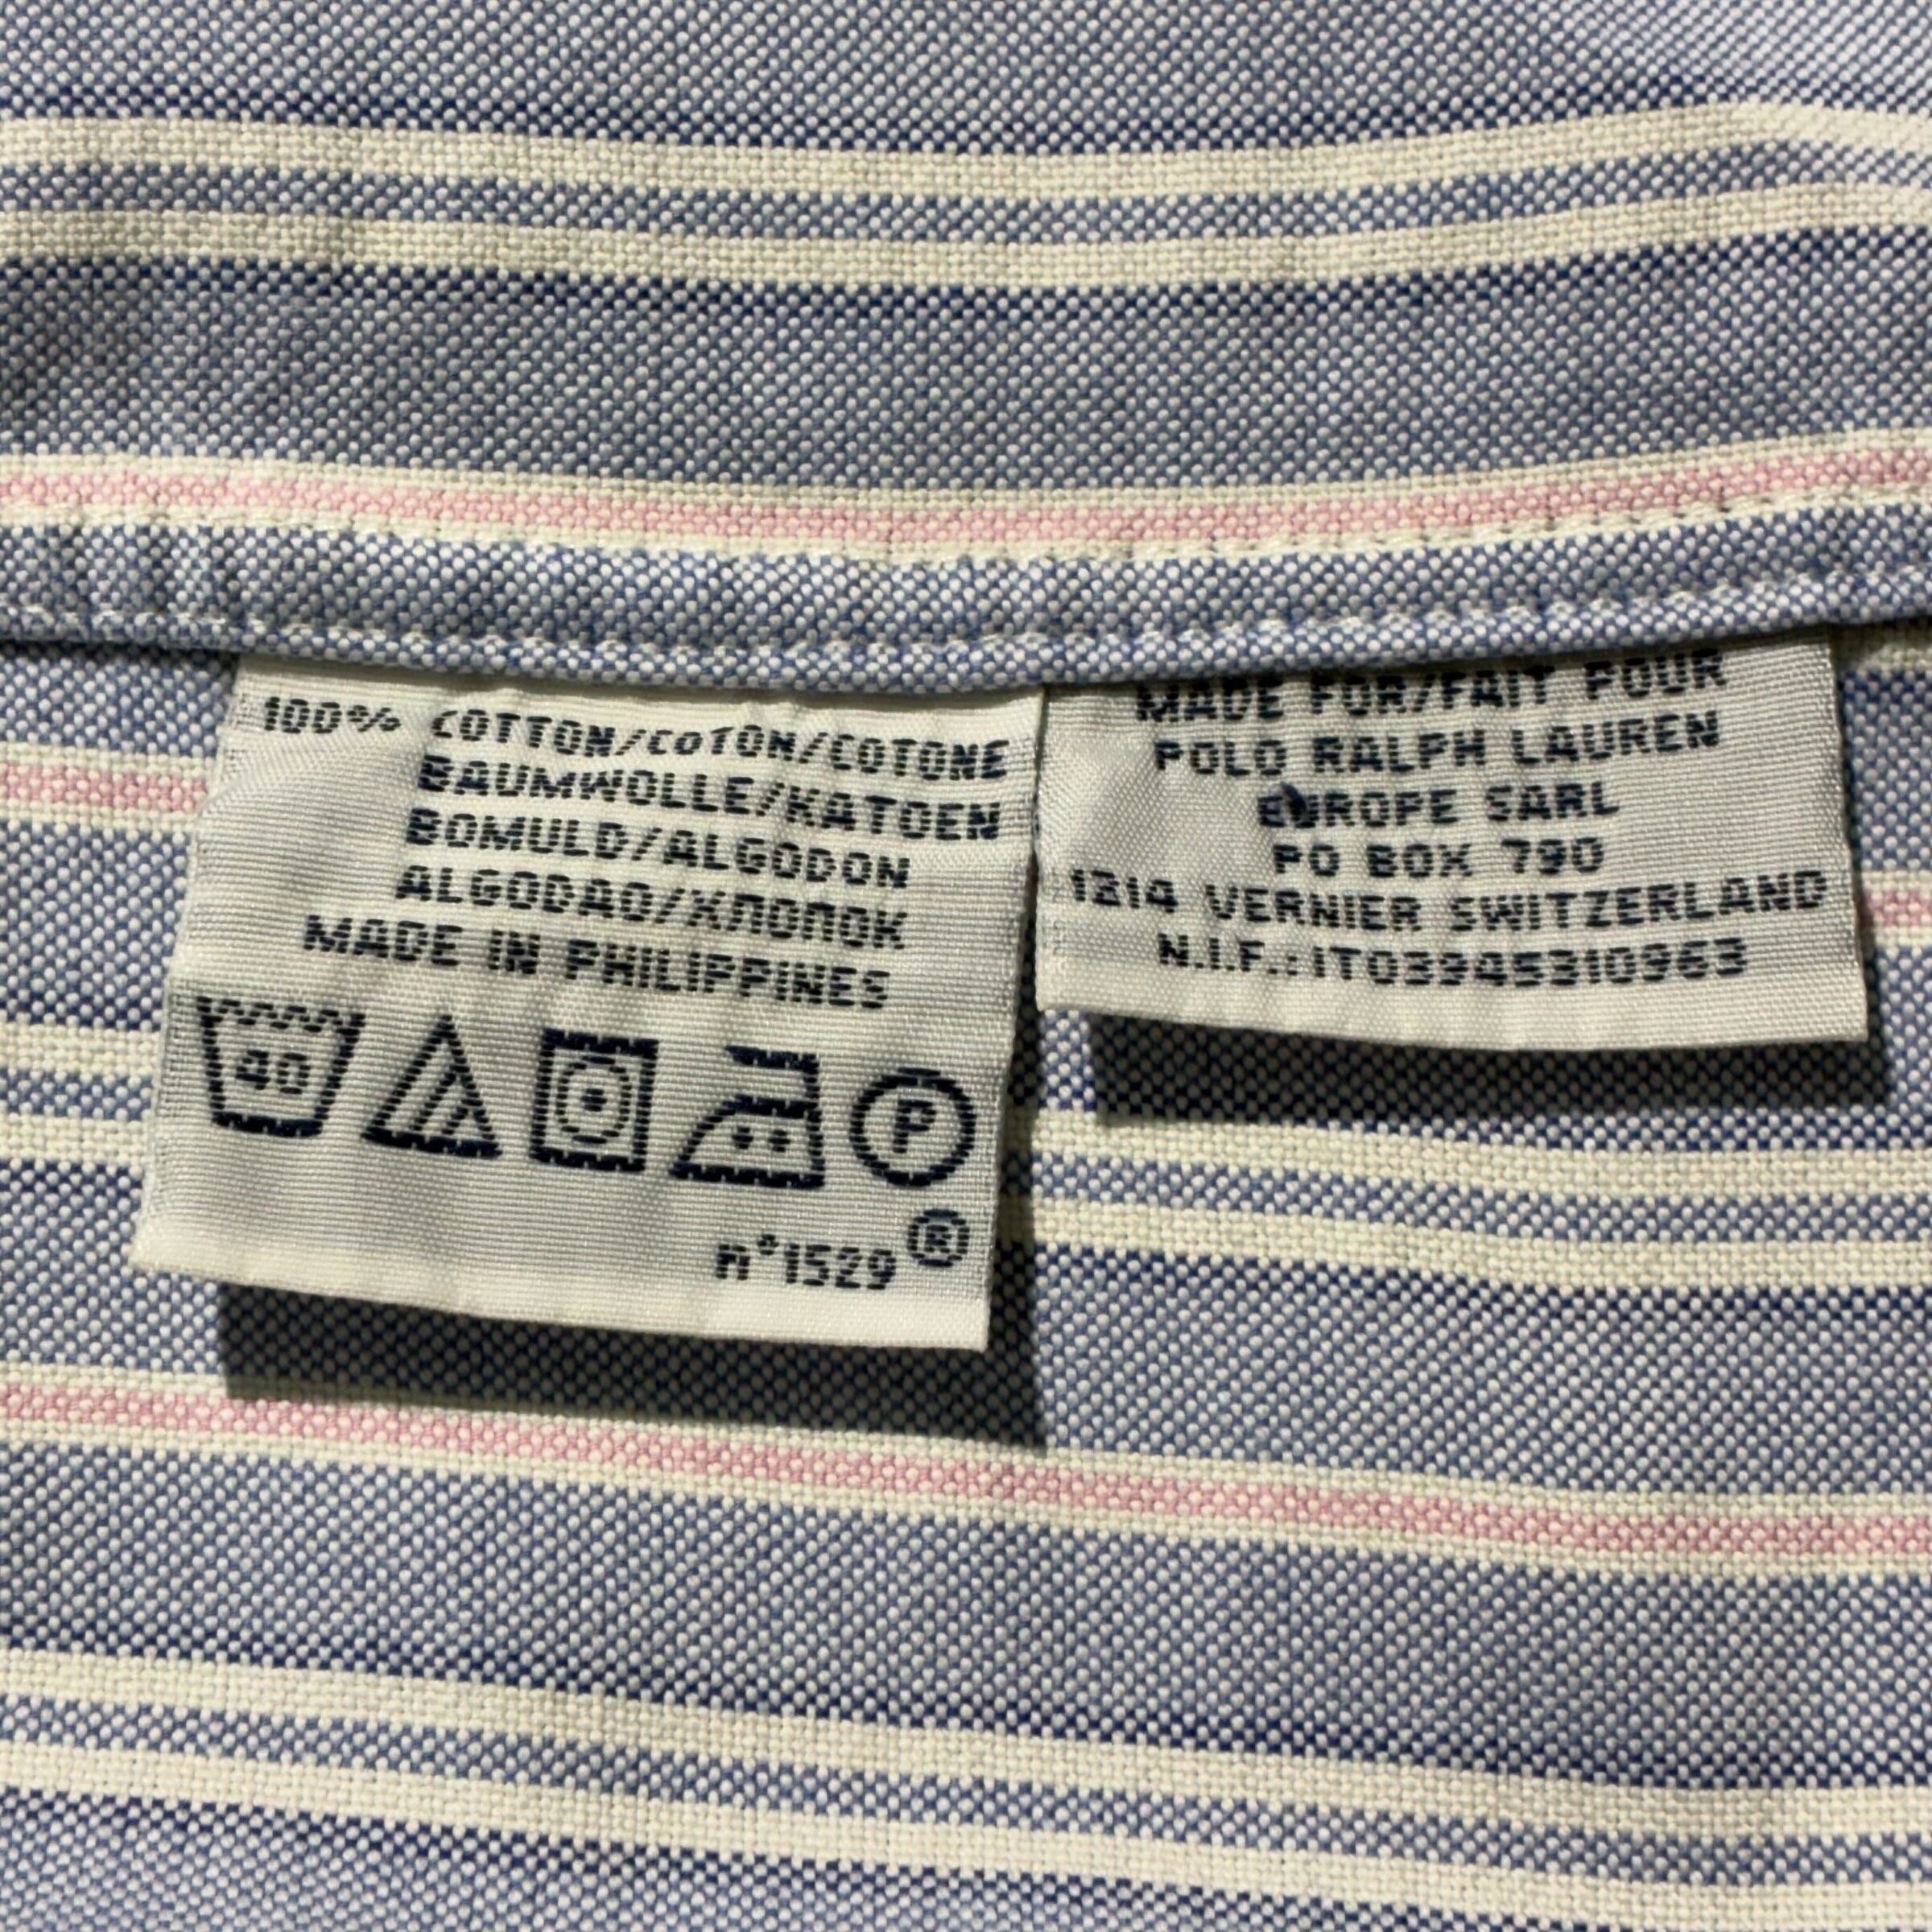 100% COTTON/COTON/COTONE
BAUMWOLLE/KATOEN
BOMULD/ALGODON
ALGODAO/ХЛОПОК
MADE IN PHILIPPINES
40
P
n°1529 ®
MADE FOR/FAIT POUR
POLO RALPH LAUREN
EUROPE SARL
PO BOX 790
1214 VERNIER SWITZERLAND
N.I.F.:IT03945310963